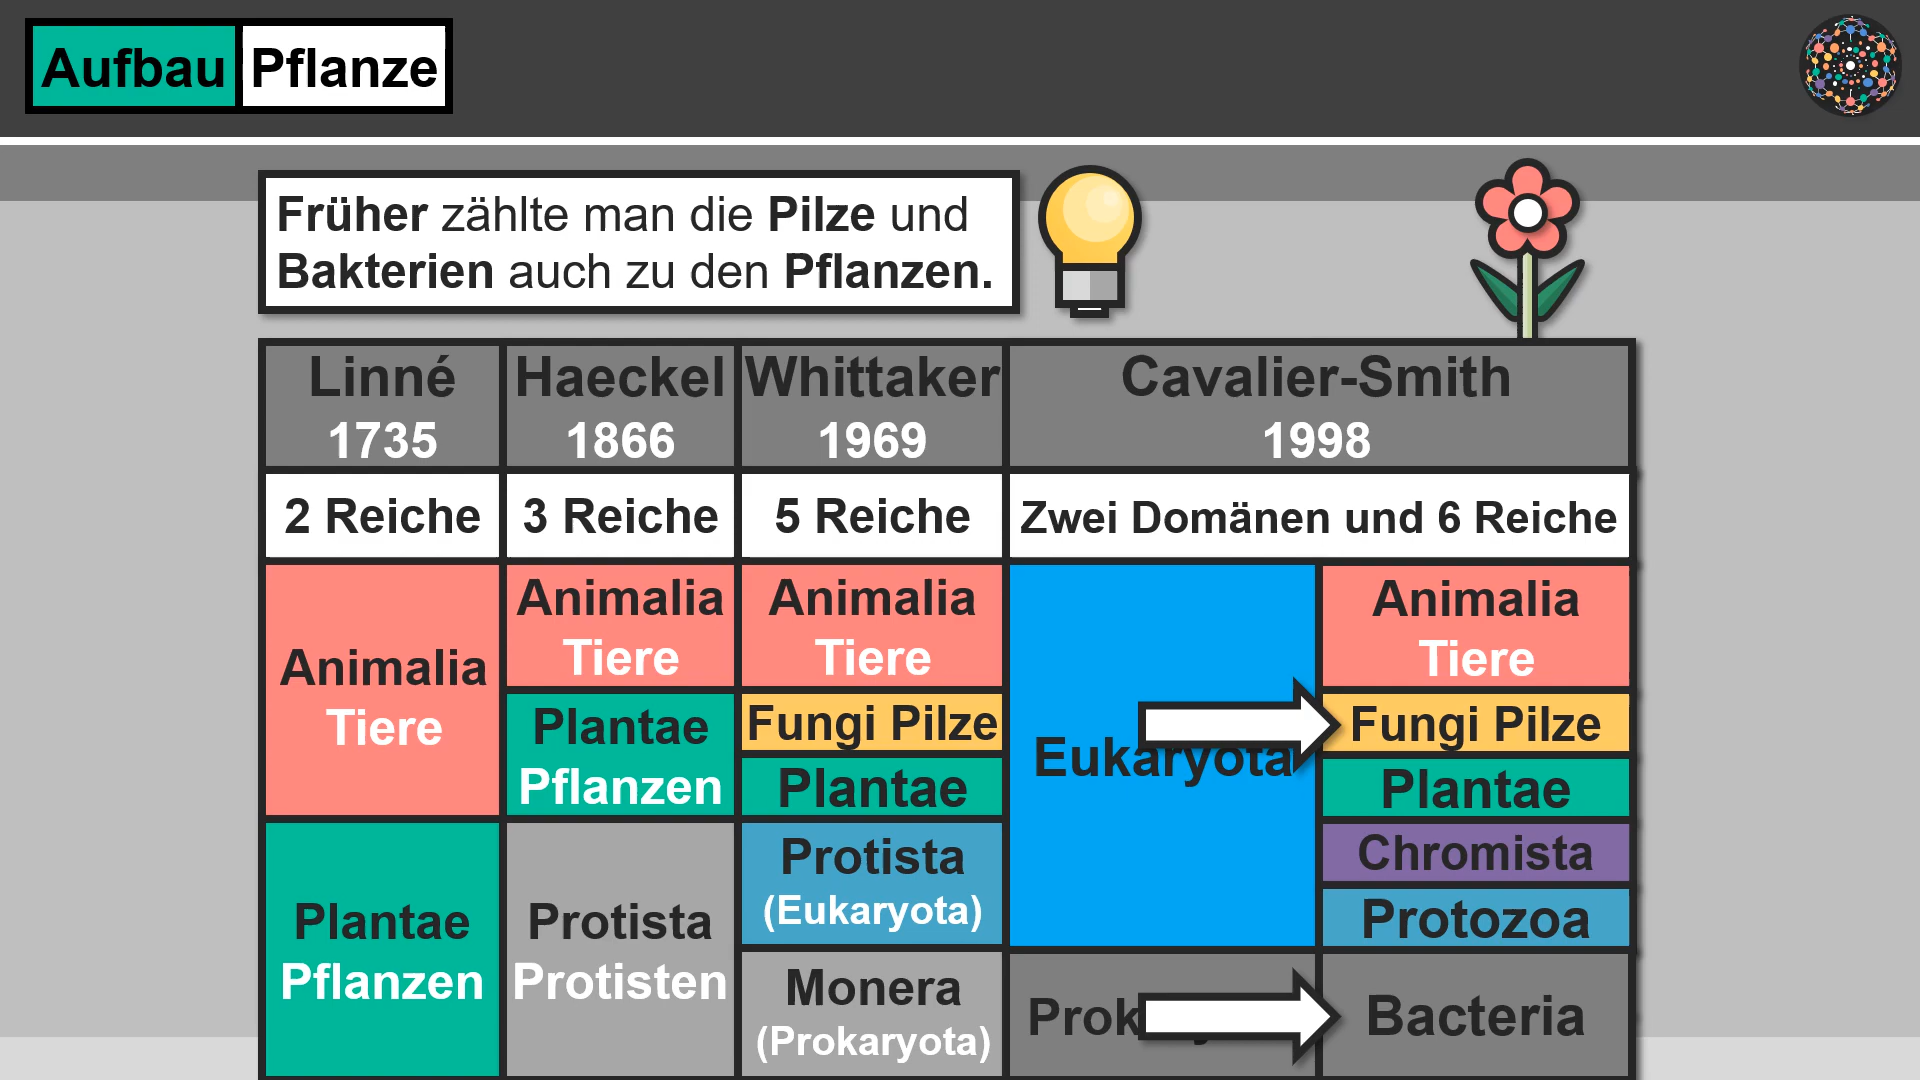 Aufbau Pflanze
Früher zählte man die Pilze und
Bakterien auch zu den Pflanzen.
Linné
1735
Haeckel
1866
Whittaker
1969
Cavalier-Smith
1998
2 Reiche
3 Reiche
5 Reiche
Zwei Domänen und 6 Reiche
Animalia
Tiere
Plantae
Pflanzen
Animalia
Tiere
Plantae
Pflanzen
Protista
Protisten
Animalia
Tiere
Fungi Pilze
Plantae
Protista
(Eukaryota)
Monera
(Prokaryota)
Eukaryota
Animalia
Tiere
Fungi Pilze
Plantae
Chromista
Protozoa
Bacteria